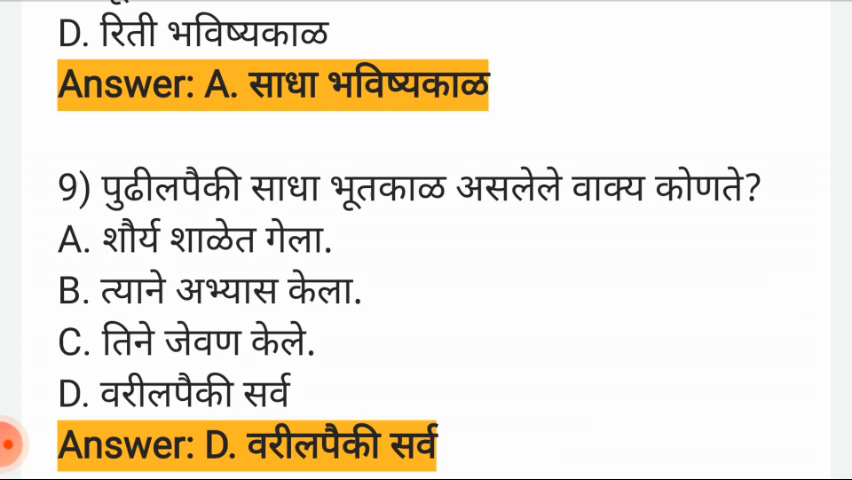 D. रिती भविष्यकाळ
Answer: A. साधा भविष्यकाळ
9) पुढीलपैकी साधा भूतकाळ असलेले वाक्य कोणते?
A. शौर्य शाळेत गेला.
B. त्याने अभ्यास केला.
C. तिने जेवण केले.
D. वरीलपैकी सर्व
Answer: D. वरीलपैकी सर्व